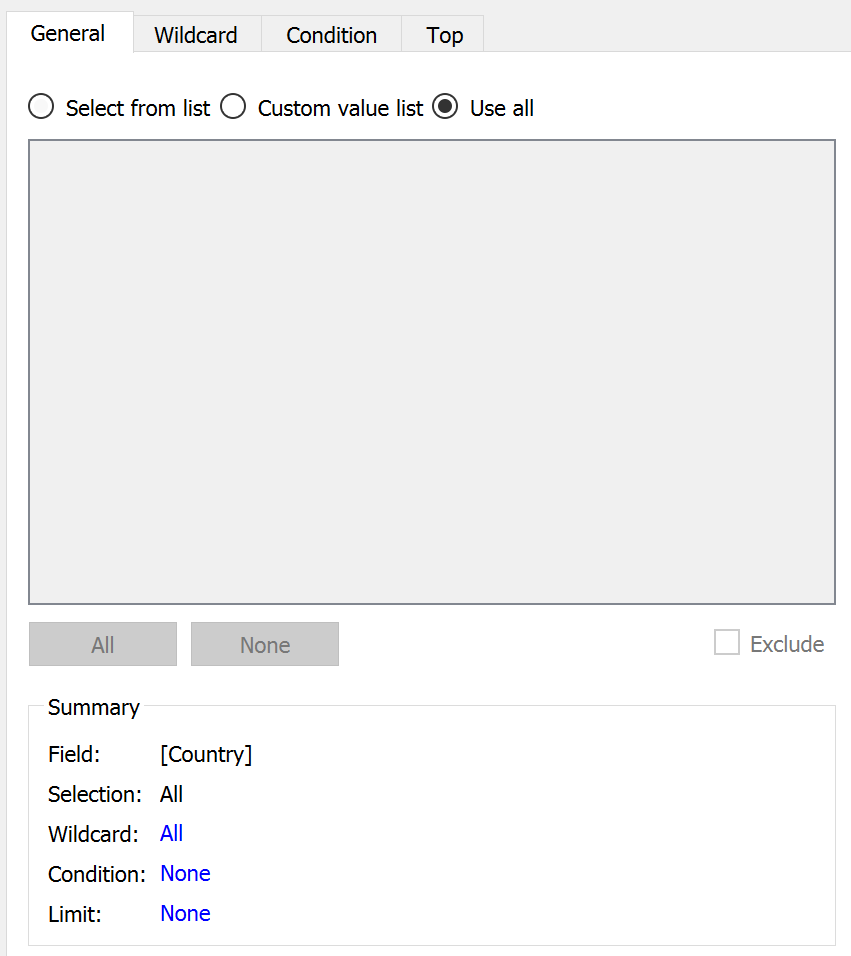 General Wildcard Condition Top
Select from list Custom value list Use all
All None Exclude
Summary
Field: [Country]
Selection: All
Wildcard: All
Condition: None
Limit: None